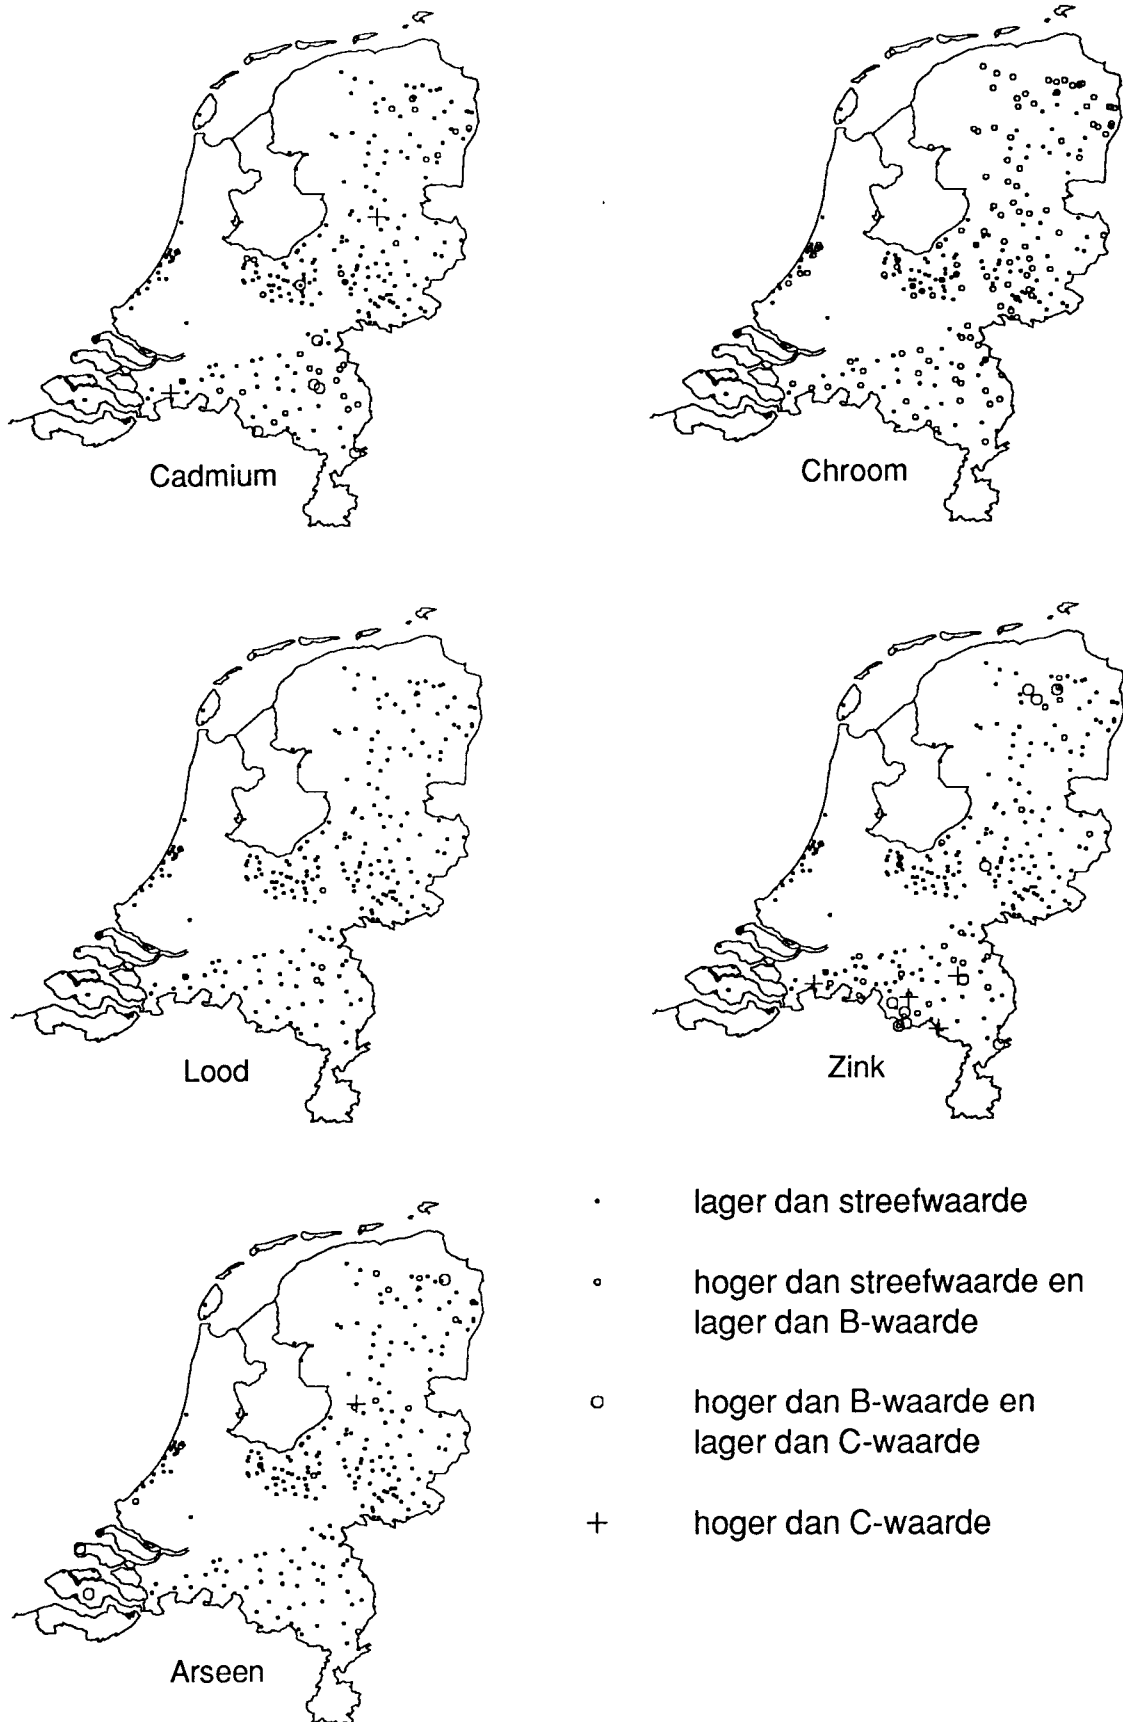 Cadmium
Chroom
Lood
Zink
lager dan streefwaarde
hoger dan streefwaarde en
lager dan B-waarde
hoger dan B-waarde en
lager dan C-waarde
hoger dan C-waarde
Arseen